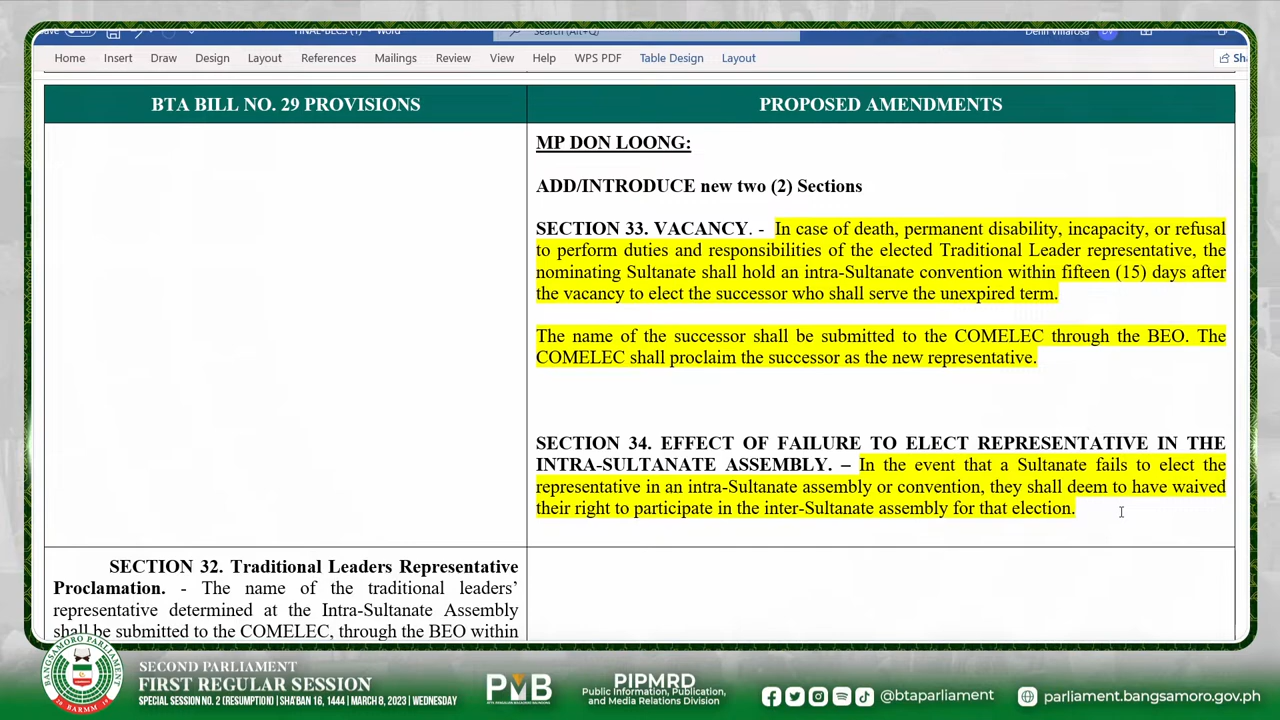 Search (Alt+Q)
Home Insert Draw Design Layout References Mailings Review View Help WPS PDF Table Design Layout
BTA BILL NO. 29 PROVISIONS
PROPOSED AMENDMENTS
MP DON LOONG:
ADD/INTRODUCE new two (2) Sections
SECTION 33. VACANCY. - In case of death, permanent disability, incapacity, or refusal
to perform duties and responsibilities of the elected Traditional Leader representative, the
nominating Sultanate shall hold an intra-Sultanate convention within fifteen (15) days after
the vacancy to elect the successor who shall serve the unexpired term.
The name of the successor shall be submitted to the COMELEC through the BEO. The
COMELEC shall proclaim the successor as the new representative.
SECTION 34. EFFECT OF FAILURE TO ELECT REPRESENTATIVE IN THE
INTRA-SULTANATE ASSEMBLY. – In the event that a Sultanate fails to elect the
representative in an intra-Sultanate assembly or convention, they shall deem to have waived
their right to participate in the inter-Sultanate assembly for that election.
SECTION 32. Traditional Leaders Representative
Proclamation. - The name of the traditional leaders’
representative determined at the Intra-Sultanate Assembly
shall be submitted to the COMELEC, through the BEO within
BANGSAMORO PARLIAMENT
BARMM
SECOND PARLIAMENT
FIRST REGULAR SESSION
SPECIAL SESSION NO. 2 (RESUMPTION) | SHA'BAN 16, 1444 | MARCH 8, 2023 | WEDNESDAY
PMB
PIPMRD
Public Information, Publication,
and Media Relations Division
@btaparliament
parliament.bangsamoro.gov.ph